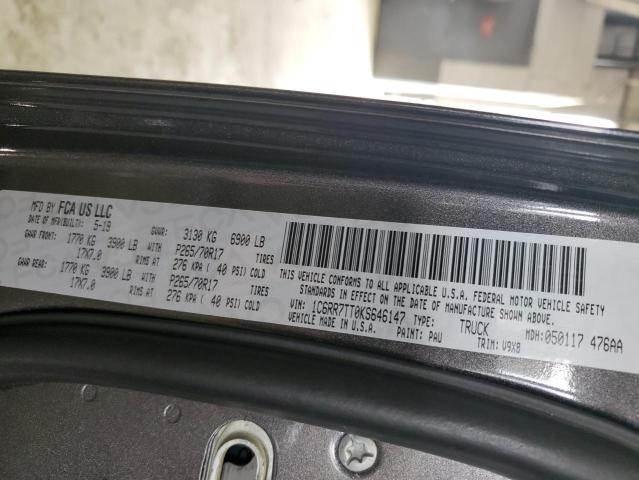 MFD BY FCA US LLC
DATE OF MFR/BUILT: 5-19 GVWR: 3130 KG 6900 LB
GAWR FRONT: 1770 KG 3900 LB WITH P265/70R17 TIRES
17X7.0 RIMS AT 276 KPA ( 40 PSI) COLD
GAWR REAR: 1770 KG 3900 LB WITH P265/70R17 TIRES
17X7.0 RIMS AT 276 KPA ( 40 PSI) COLD
THIS VEHICLE CONFORMS TO ALL APPLICABLE U.S.A. FEDERAL MOTOR VEHICLE SAFETY
STANDARDS IN EFFECT ON THE DATE OF MANUFACTURE SHOWN ABOVE.
VIN: 1C6RR7TT0KS646147 TYPE: TRUCK MDH: 050117 476AA
VEHICLE MADE IN U.S.A. PAINT: PAU TRIM: V9X8